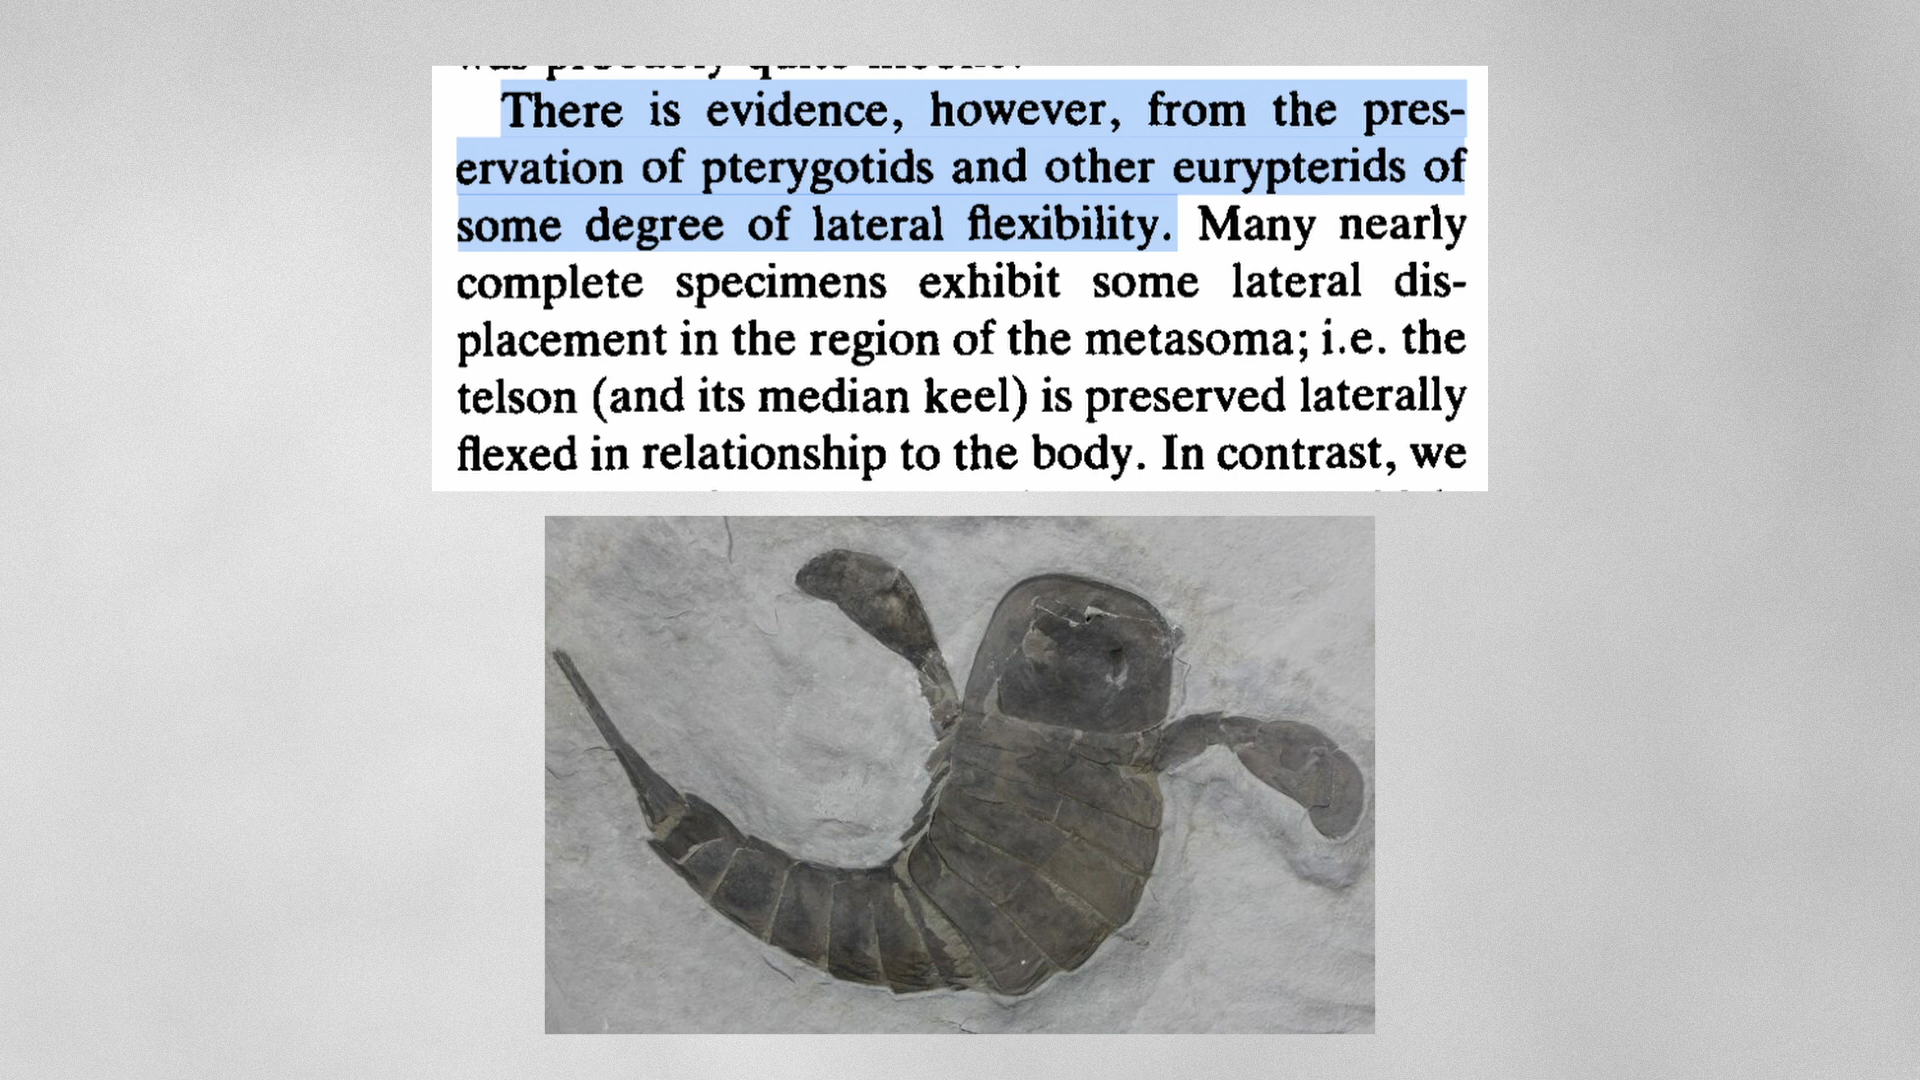 There is evidence, however, from the pres-
ervation of pterygotids and other eurypterids of
some degree of lateral flexibility. Many nearly
complete specimens exhibit some lateral dis-
placement in the region of the metasoma; i.e. the
telson (and its median keel) is preserved laterally
flexed in relationship to the body. In contrast, we